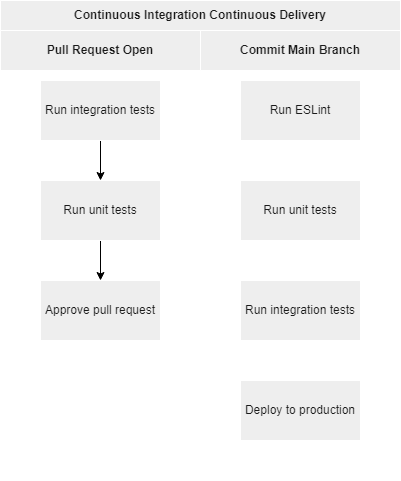 Continuous Integration Continuous Delivery
Pull Request Open
Commit Main Branch
Run integration tests
Run ESLint
Run unit tests
Run unit tests
Approve pull request
Run integration tests
Deploy to production